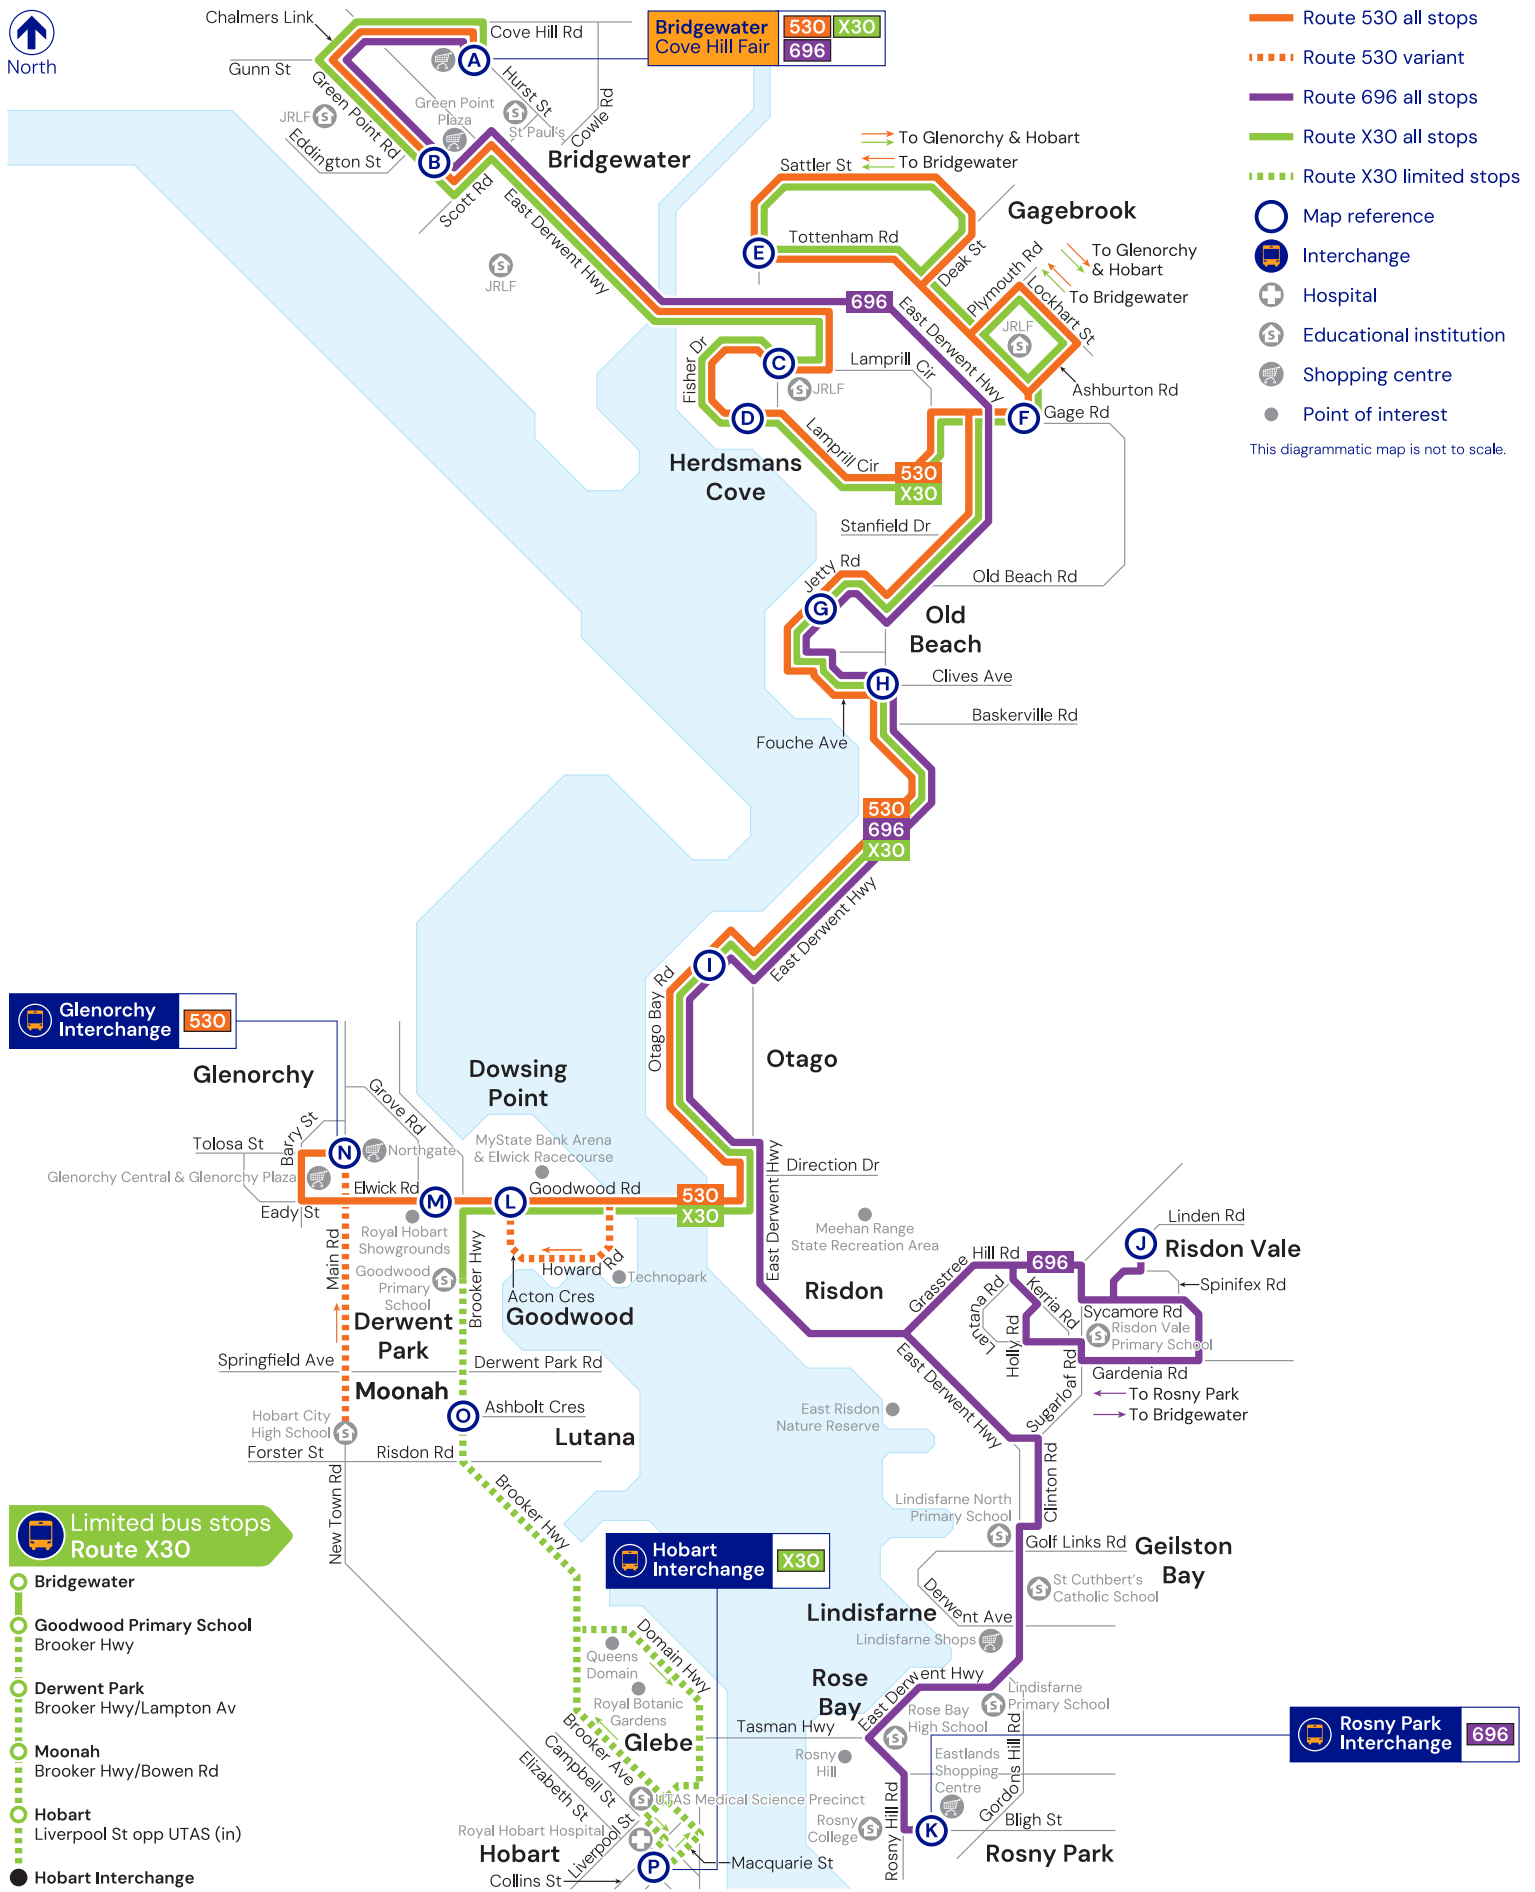 North
Chalmers Link
Cove Hill Rd
Gunn St
A
Hurst St
Cowle Rd
Green Point Rd
Green Point
Plaza
St Paul's
JRLF
Eddington St
B
Bridgewater
Scott Rd
East Derwent Hwy
JRLF
Bridgewater
Cove Hill Fair
530
X30
696
Route 530 all stops
Route 530 variant
Route 696 all stops
Route X30 all stops
Route X30 limited stops
Map reference
Interchange
Hospital
Educational institution
Shopping centre
Point of interest
This diagrammatic map is not to scale.
To Glenorchy & Hobart
To Bridgewater
Sattler St
Gagebrook
E
Tottenham Rd
Deak St
Plymouth Rd
To Glenorchy
& Hobart
To Bridgewater
Lockhart St
JRLF
Ashburton Rd
696
East Derwent Hwy
Fisher Dr
C
JRLF
Lamprill Cir
D
Lamprill Cir
F
Gage Rd
Herdsmans
Cove
530
X30
Stanfield Dr
Jetty Rd
Old Beach Rd
G
Old
Beach
H
Clives Ave
Baskerville Rd
Fouche Ave
530
696
X30
East Derwent Hwy
I
Otago Bay Rd
Otago
Glenorchy
Interchange
530
Glenorchy
Dowsing
Point
Grove Rd
Barry St
Tolosa St
N
Northgate
MyState Bank Arena
& Elwick Racecourse
Glenorchy Central & Glenorchy Plaza
Elwick Rd
M
L
Goodwood Rd
530
X30
Eady St
Direction Dr
East Derwent Hwy
Royal Hobart
Showgrounds
Main Rd
Brooker Hwy
Howard Rd
Technopark
Acton Cres
Goodwood
Primary
School
Goodwood
Derwent
Park
Meehan Range
State Recreation Area
Risdon
Grasstree
Hill Rd
696
J
Linden Rd
Risdon Vale
Spinifex Rd
Lantana Rd
Kerria Rd
Sycamore Rd
Holly Rd
Risdon Vale
Primary School
Gardenia Rd
To Rosny Park
To Bridgewater
Sugarloaf Rd
East Derwent Hwy
Springfield Ave
Derwent Park Rd
Moonah
O
Ashbolt Cres
Lutana
Hobart City
High School
Forster St
Risdon Rd
New Town Rd
Brooker Hwy
East Risdon
Nature Reserve
Clinton Rd
Lindisfarne North
Primary School
Golf Links Rd
Geilston
Bay
St Cuthbert's
Catholic School
Derwent Ave
Lindisfarne
Lindisfarne Shops
Limited bus stops
Route X30
Bridgewater
Goodwood Primary School
Brooker Hwy
Derwent Park
Brooker Hwy/Lampton Av
Moonah
Brooker Hwy/Bowen Rd
Hobart
Liverpool St opp UTAS (in)
Hobart Interchange
Hobart
Interchange
X30
Queens
Domain
Domain Hwy
Royal Botanic
Gardens
Glebe
Brooker Ave
Campbell St
Elizabeth St
UTAS Medical Science Precinct
Royal Hobart Hospital
Liverpool St
Hobart
P
Macquarie St
Collins St
Rose
Bay
East Derwent Hwy
Lindisfarne
Primary School
Rose Bay
High School
Tasman Hwy
Rosny
Hill
Eastlands
Shopping
Centre
Gordons Hill Rd
Rosny
College
Rosny Hill Rd
K
Bligh St
Rosny Park
Rosny Park
Interchange
696